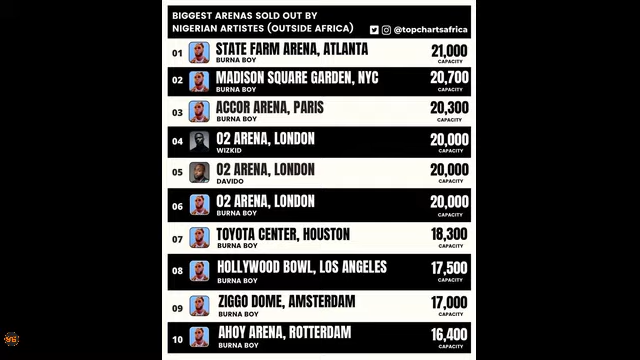 BIGGEST ARENAS SOLD OUT BY
NIGERIAN ARTISTES (OUTSIDE AFRICA)
@topchartsafrica
01 STATE FARM ARENA, ATLANTA 21,000
BURNA BOY CAPACITY
02 MADISON SQUARE GARDEN, NYC 20,700
BURNA BOY CAPACITY
03 ACCOR ARENA, PARIS 20,300
BURNA BOY CAPACITY
04 O2 ARENA, LONDON 20,000
WIZKID CAPACITY
05 O2 ARENA, LONDON 20,000
DAVIDO CAPACITY
06 O2 ARENA, LONDON 20,000
BURNA BOY CAPACITY
07 TOYOTA CENTER, HOUSTON 18,300
BURNA BOY CAPACITY
08 HOLLYWOOD BOWL, LOS ANGELES 17,500
BURNA BOY CAPACITY
09 ZIGGO DOME, AMSTERDAM 17,000
BURNA BOY CAPACITY
10 AHOY ARENA, ROTTERDAM 16,400
BURNA BOY CAPACITY